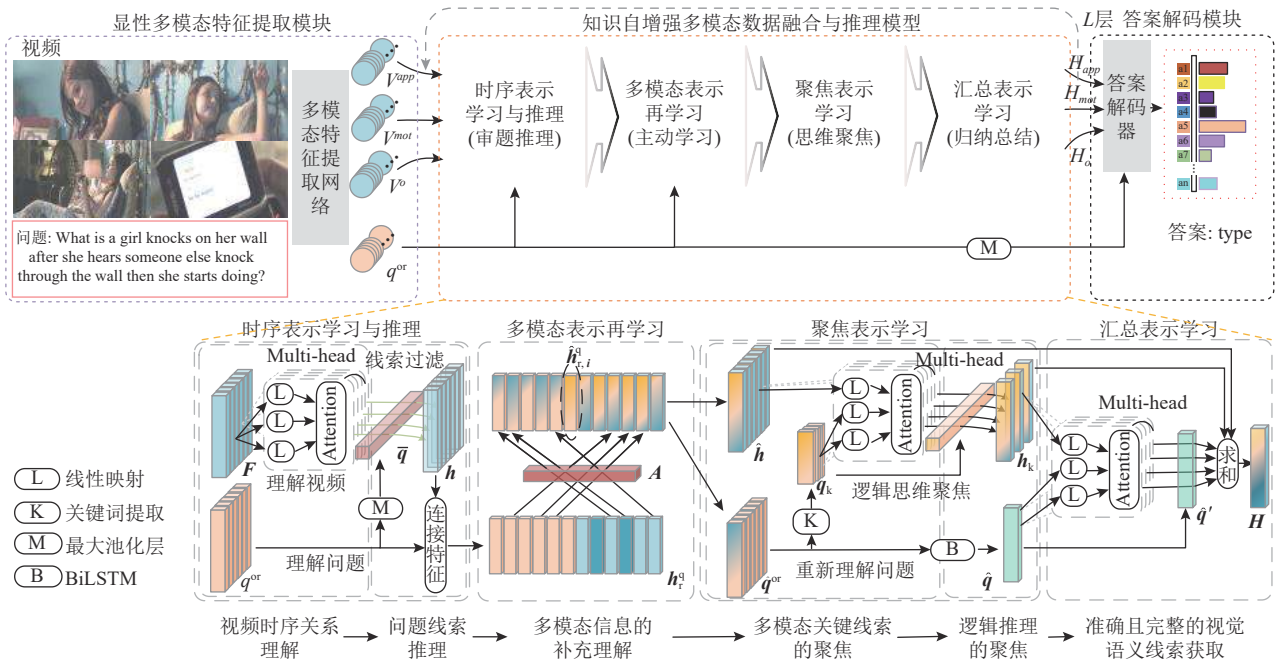 显性多模态特征提取模块
知识自增强多模态数据融合与推理模型
L层 答案解码模块
视频
多模态特征提取网络
V^app
V^mot
V^o
q^or
时序表示
学习与推理
(审题推理)
多模态表示
再学习
(主动学习)
聚焦表示
学习
(思维聚焦)
汇总表示
学习
(归纳总结)
M
H_app
H_mot
H_o
答案解码器
a1
a2
a3
a4
a5
a6
a7
an
答案: type
问题: What is a girl knocks on her wall
after she hears someone else knock
through the wall then she starts doing?
时序表示学习与推理
多模态表示再学习
聚焦表示学习
汇总表示学习
Multi-head
线索过滤
L
L
L
Attention
F
理解视频
q̄
h
M
连接特征
q^or
理解问题
ĥ^q_{r,i}
A
h^q_r
ĥ
Multi-head
L
L
L
Attention
q_k
h_k
逻辑思维聚焦
K
q̂^or
重新理解问题
B
q̂
Multi-head
L
L
L
Attention
q̂′
求和
H
L 线性映射
K 关键词提取
M 最大池化层
B BiLSTM
视频时序关系
理解
问题线索
推理
多模态信息的
补充理解
多模态关键线索
的聚焦
逻辑推理
的聚焦
准确且完整的视觉
语义线索获取